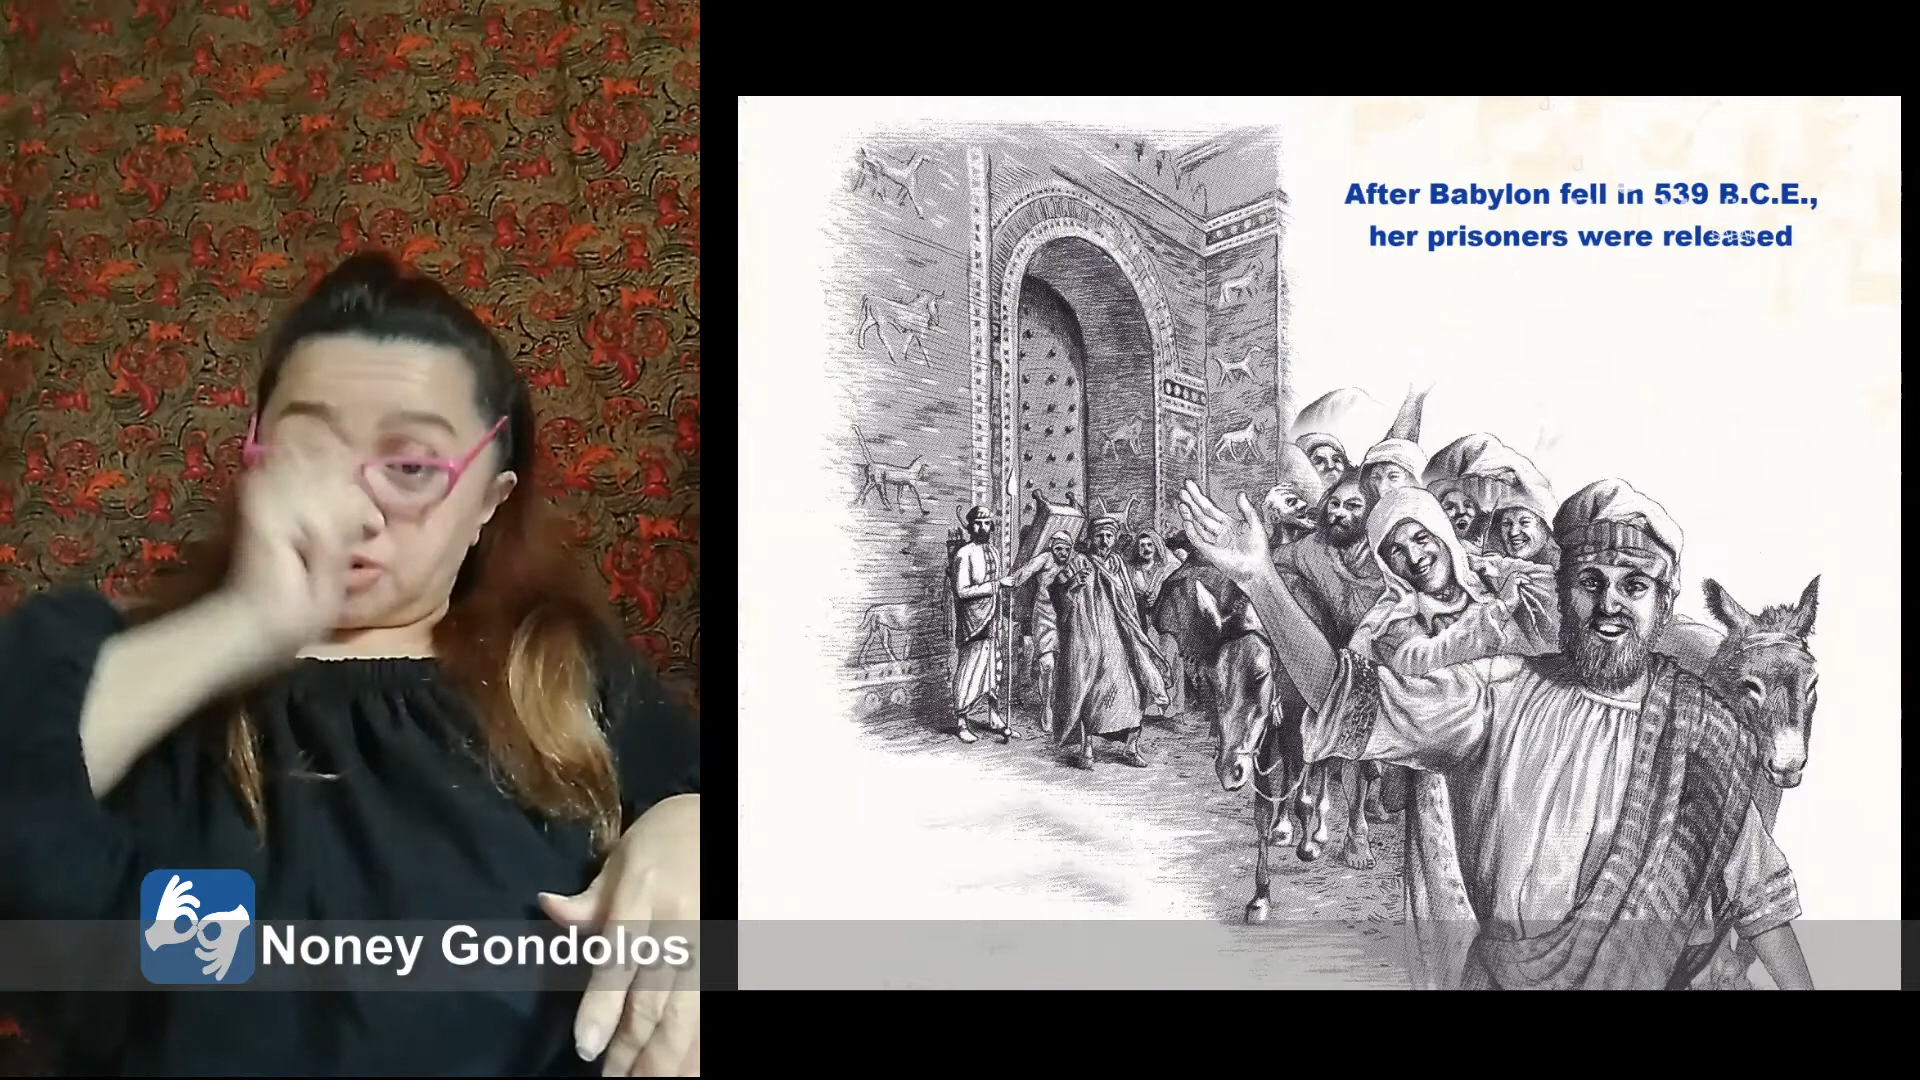 After Babylon fell in 539 B.C.E.,
her prisoners were released
Noney Gondolos